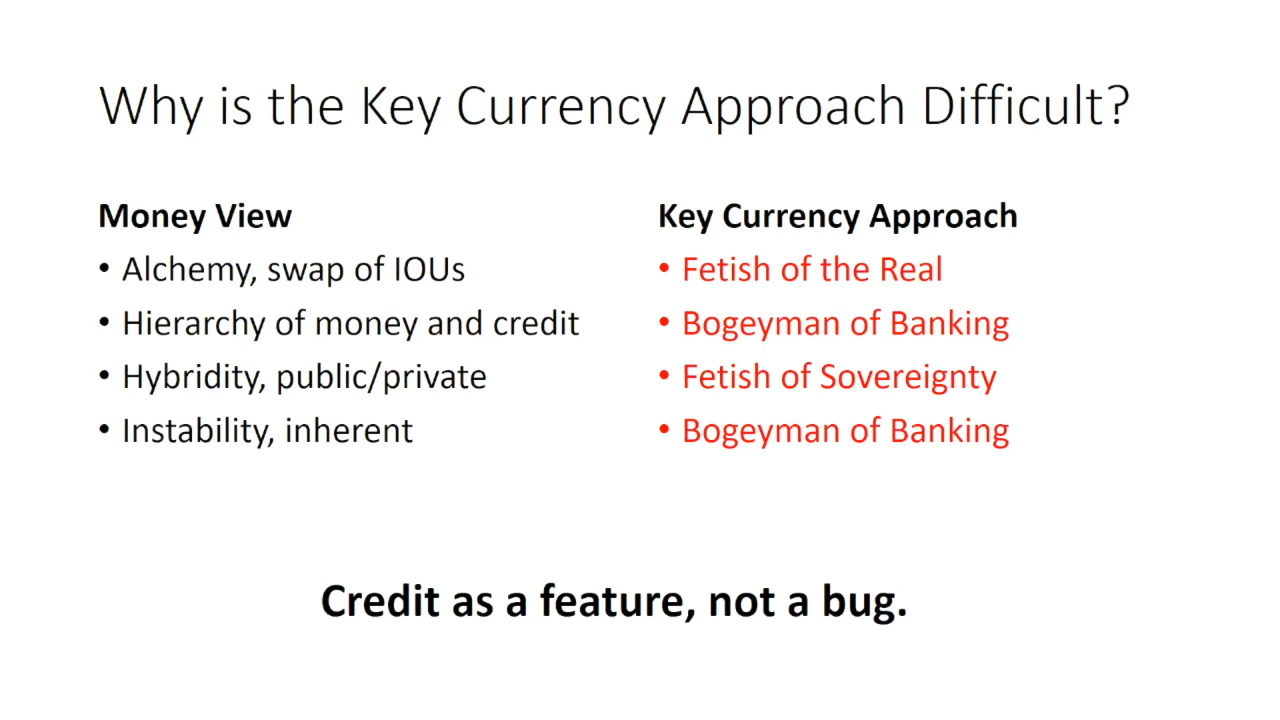 Why is the Key Currency Approach Difficult?
Money View
• Alchemy, swap of IOUs
• Hierarchy of money and credit
• Hybridity, public/private
• Instability, inherent
Key Currency Approach
• Fetish of the Real
• Bogeyman of Banking
• Fetish of Sovereignty
• Bogeyman of Banking
Credit as a feature, not a bug.